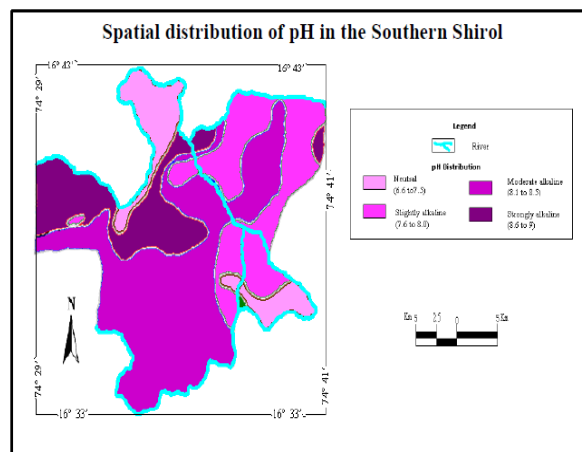 Spatial distribution of pH in the Southern Shirol
16° 43'
16° 43'
74° 29'
74° 41'
Legend
River
pH Distribution
Neutral
(6.6 to 7.5)
Moderate alkaline
(8.1 to 8.5)
Slightly alkaline
(7.6 to 8.0)
Strongly alkaline
(8.6 to 9)
N
Km
5 2.5 0 5 Km
74° 29'
74° 41'
16° 33'
16° 33'